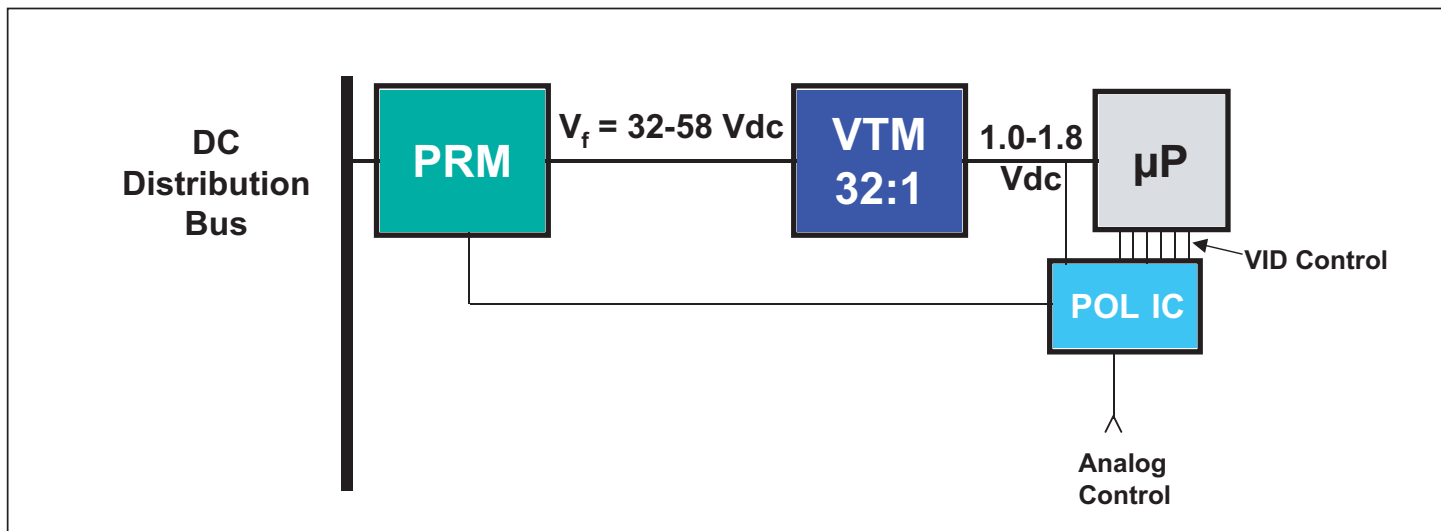 DC
Distribution
Bus
PRM
Vf = 32-58 Vdc
VTM
32:1
1.0-1.8
Vdc
µP
VID Control
POL IC
Analog
Control